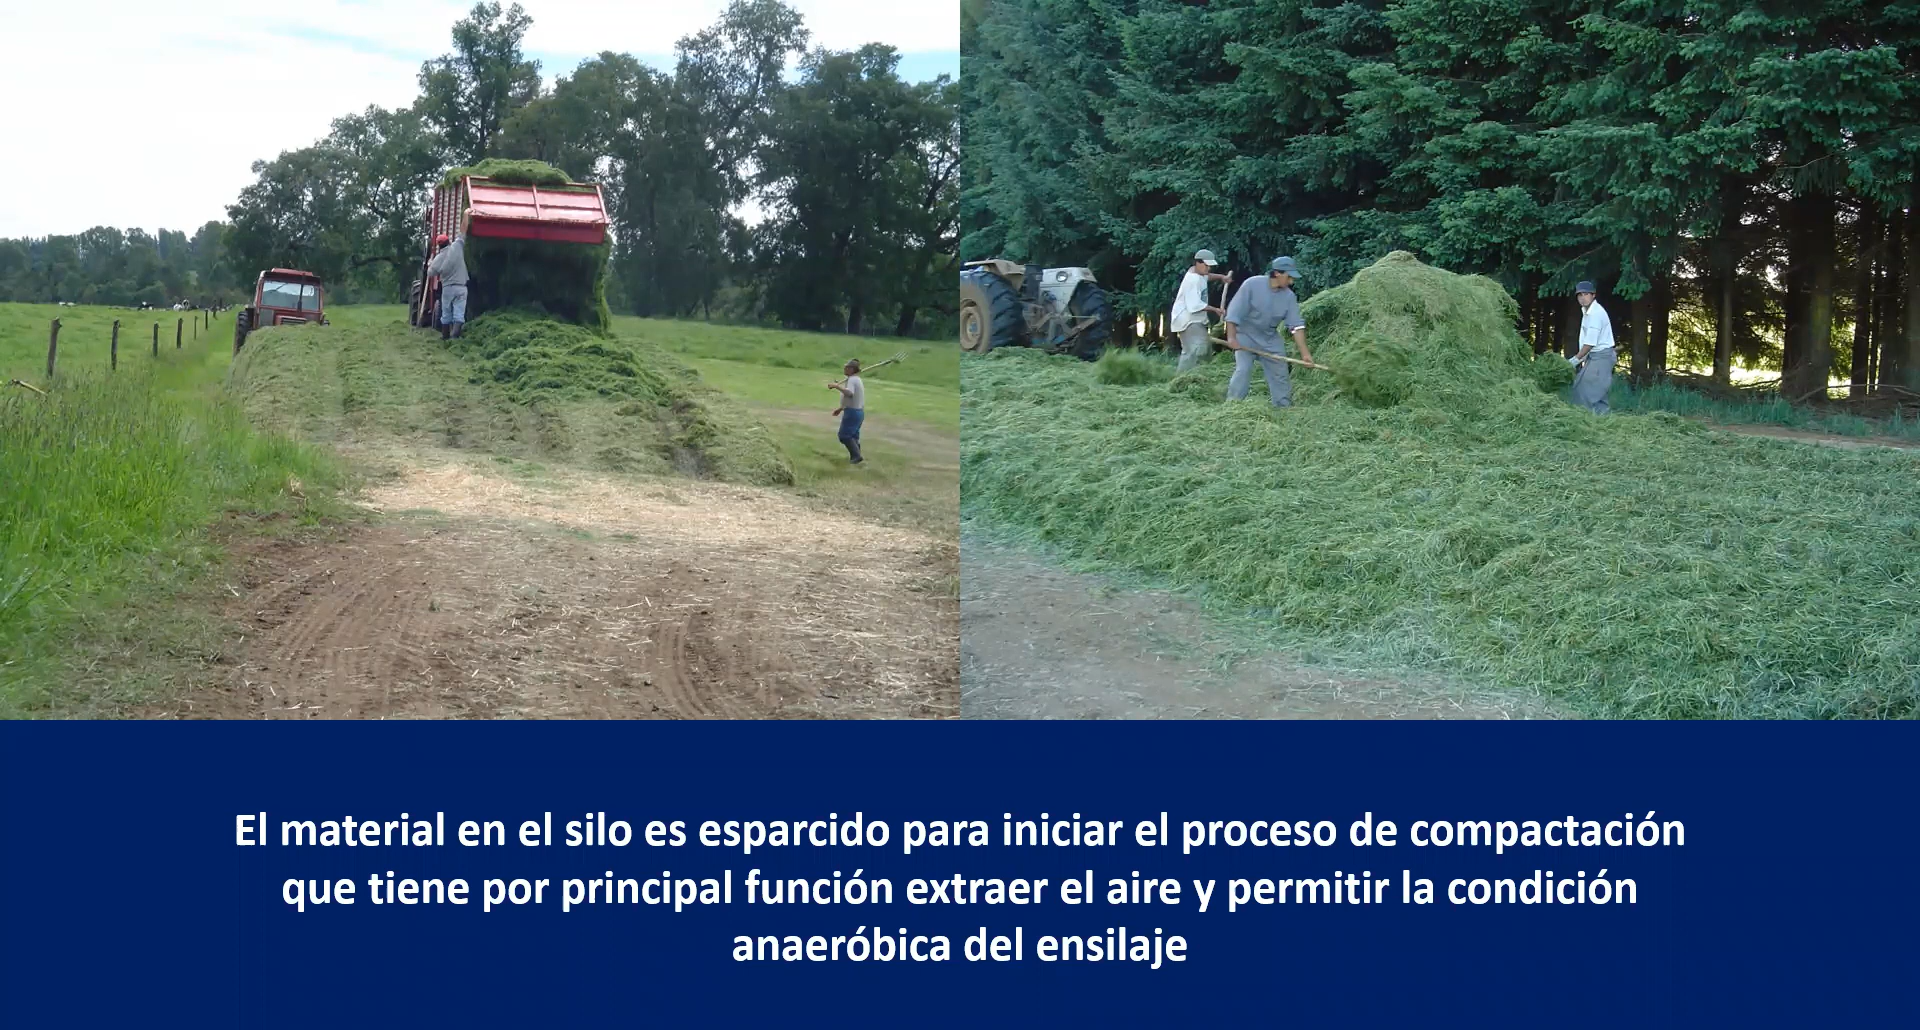 El material en el silo es esparcido para iniciar el proceso de compactación
que tiene por principal función extraer el aire y permitir la condición
anaeróbica del ensilaje